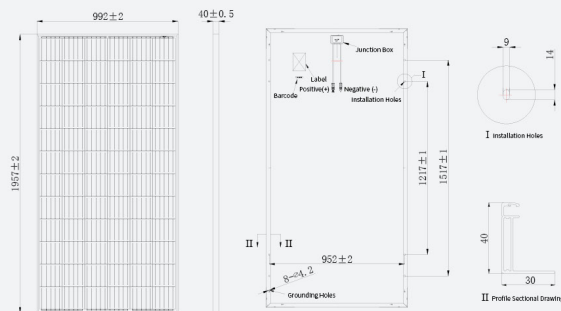 992±2
40±0.5
1957±2
Junction Box
Label
Barcode
Positive(+) Negative (-)
Installation Holes
I
1217±1
1517±1
II II
952±2
8-⌀4.2
Grounding Holes
9
14
I Installation Holes
40
30
II Profile Sectional Drawing